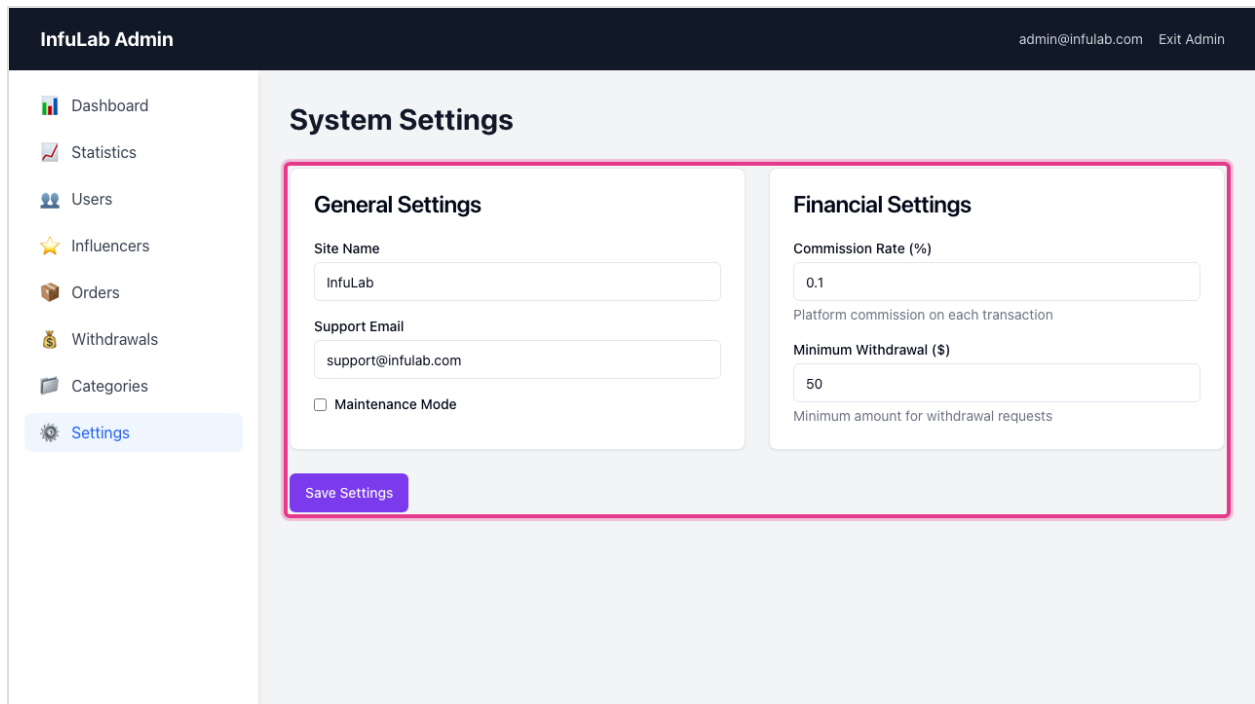 InfuLab Admin
admin@infulab.com Exit Admin
Dashboard
Statistics
Users
Influencers
Orders
Withdrawals
Categories
Settings
System Settings
General Settings
Site Name
InfuLab
Support Email
support@infulab.com
Maintenance Mode
Financial Settings
Commission Rate (%)
0.1
Platform commission on each transaction
Minimum Withdrawal ($)
50
Minimum amount for withdrawal requests
Save Settings